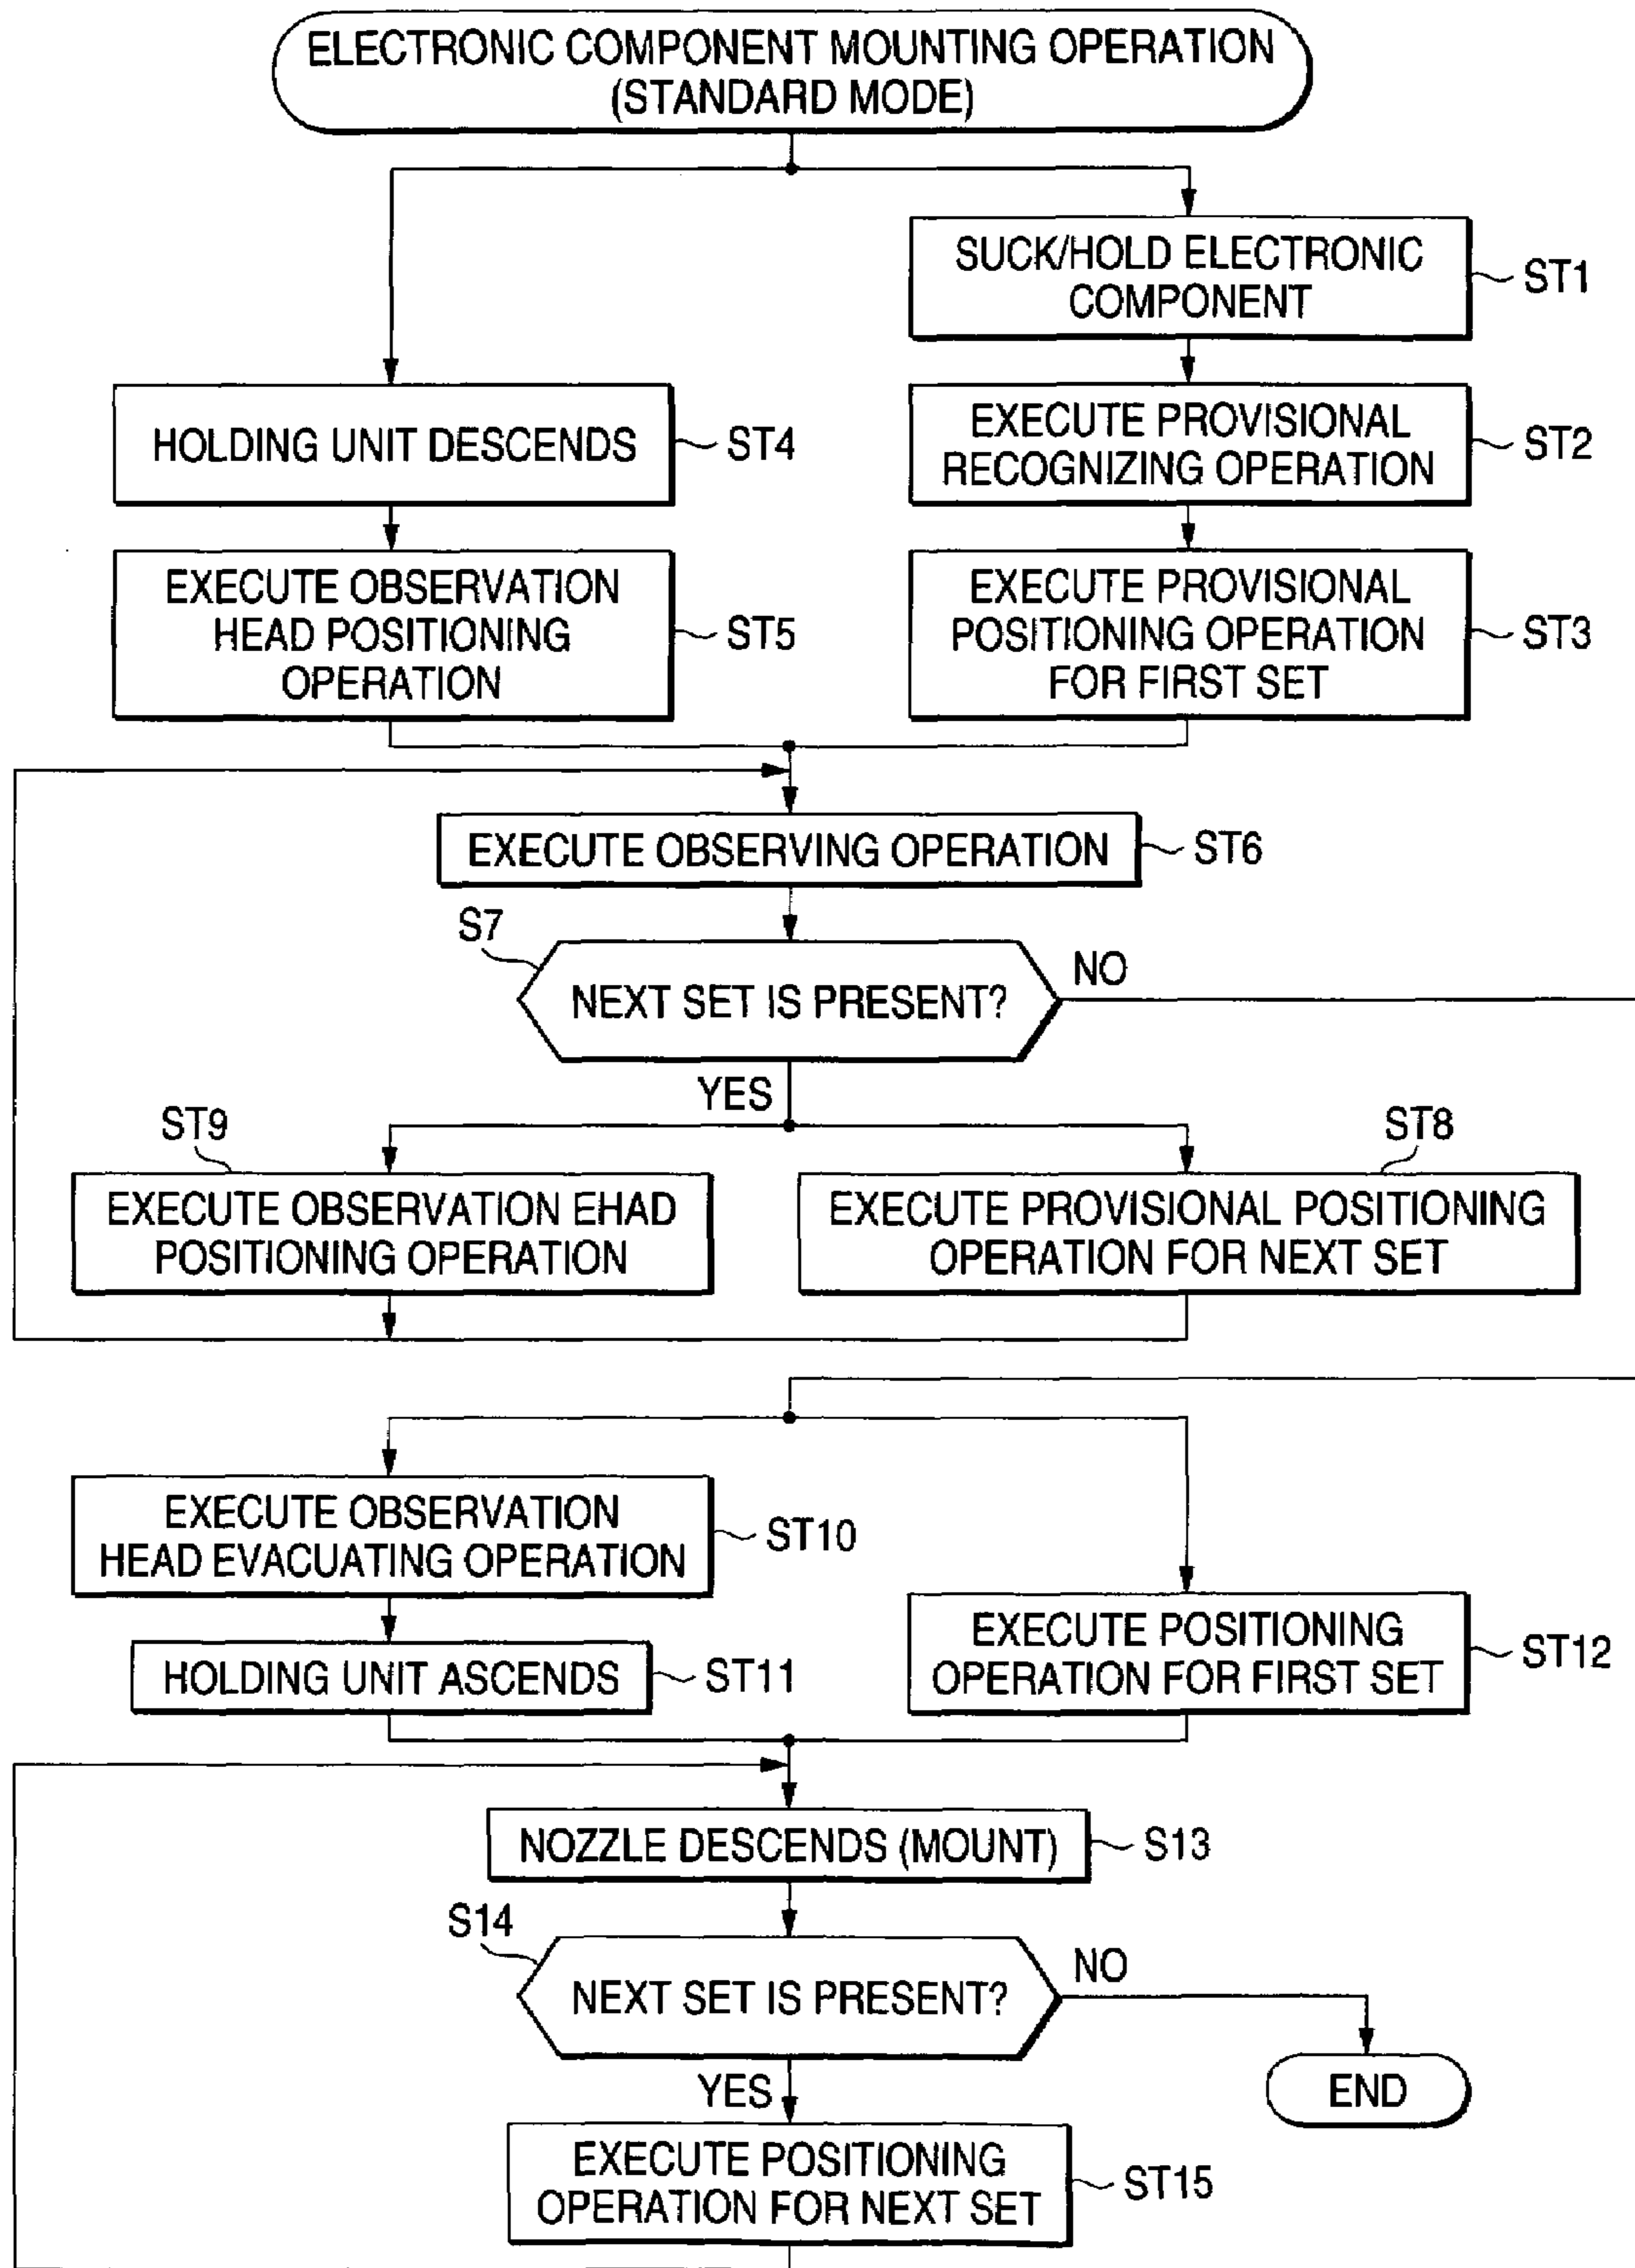 ELECTRONIC COMPONENT MOUNTING OPERATION
(STANDARD MODE)
SUCK/HOLD ELECTRONIC
COMPONENT
ST1
HOLDING UNIT DESCENDS
ST4
EXECUTE PROVISIONAL
RECOGNIZING OPERATION
ST2
EXECUTE OBSERVATION
HEAD POSITIONING
OPERATION
ST5
EXECUTE PROVISIONAL
POSITIONING OPERATION
FOR FIRST SET
ST3
EXECUTE OBSERVING OPERATION
ST6
S7
NEXT SET IS PRESENT?
NO
YES
ST9
EXECUTE OBSERVATION EHAD
POSITIONING OPERATION
ST8
EXECUTE PROVISIONAL POSITIONING
OPERATION FOR NEXT SET
EXECUTE OBSERVATION
HEAD EVACUATING OPERATION
ST10
HOLDING UNIT ASCENDS
ST11
EXECUTE POSITIONING
OPERATION FOR FIRST SET
ST12
NOZZLE DESCENDS (MOUNT)
S13
S14
NEXT SET IS PRESENT?
NO
END
YES
EXECUTE POSITIONING
OPERATION FOR NEXT SET
ST15